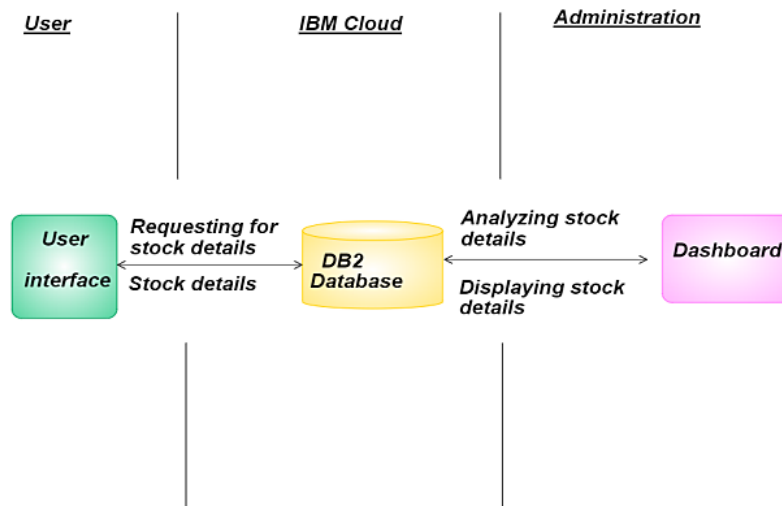 User
IBM Cloud
Administration
User
interface
Requesting for
stock details
Stock details
DB2
Database
Analyzing stock
details
Displaying stock
details
Dashboard